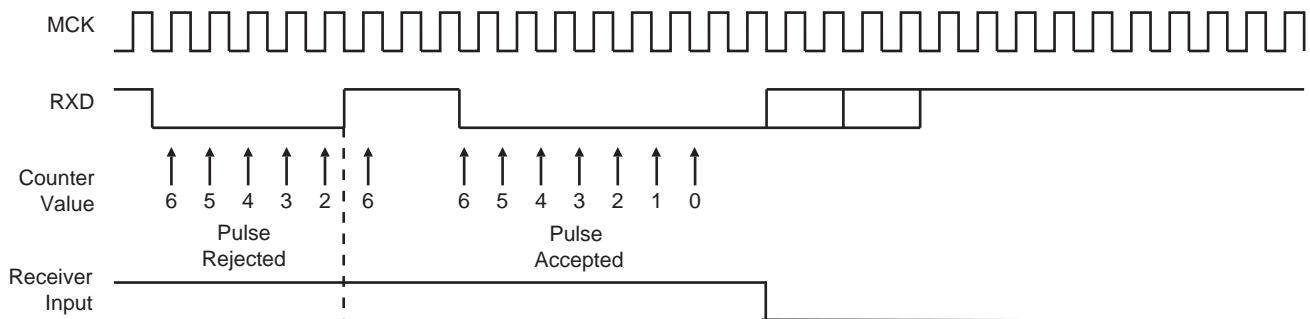 MCK
RXD
Counter
Value
6 5 4 3 2 6 6 5 4 3 2 1 0
Pulse
Rejected
Pulse
Accepted
Receiver
Input